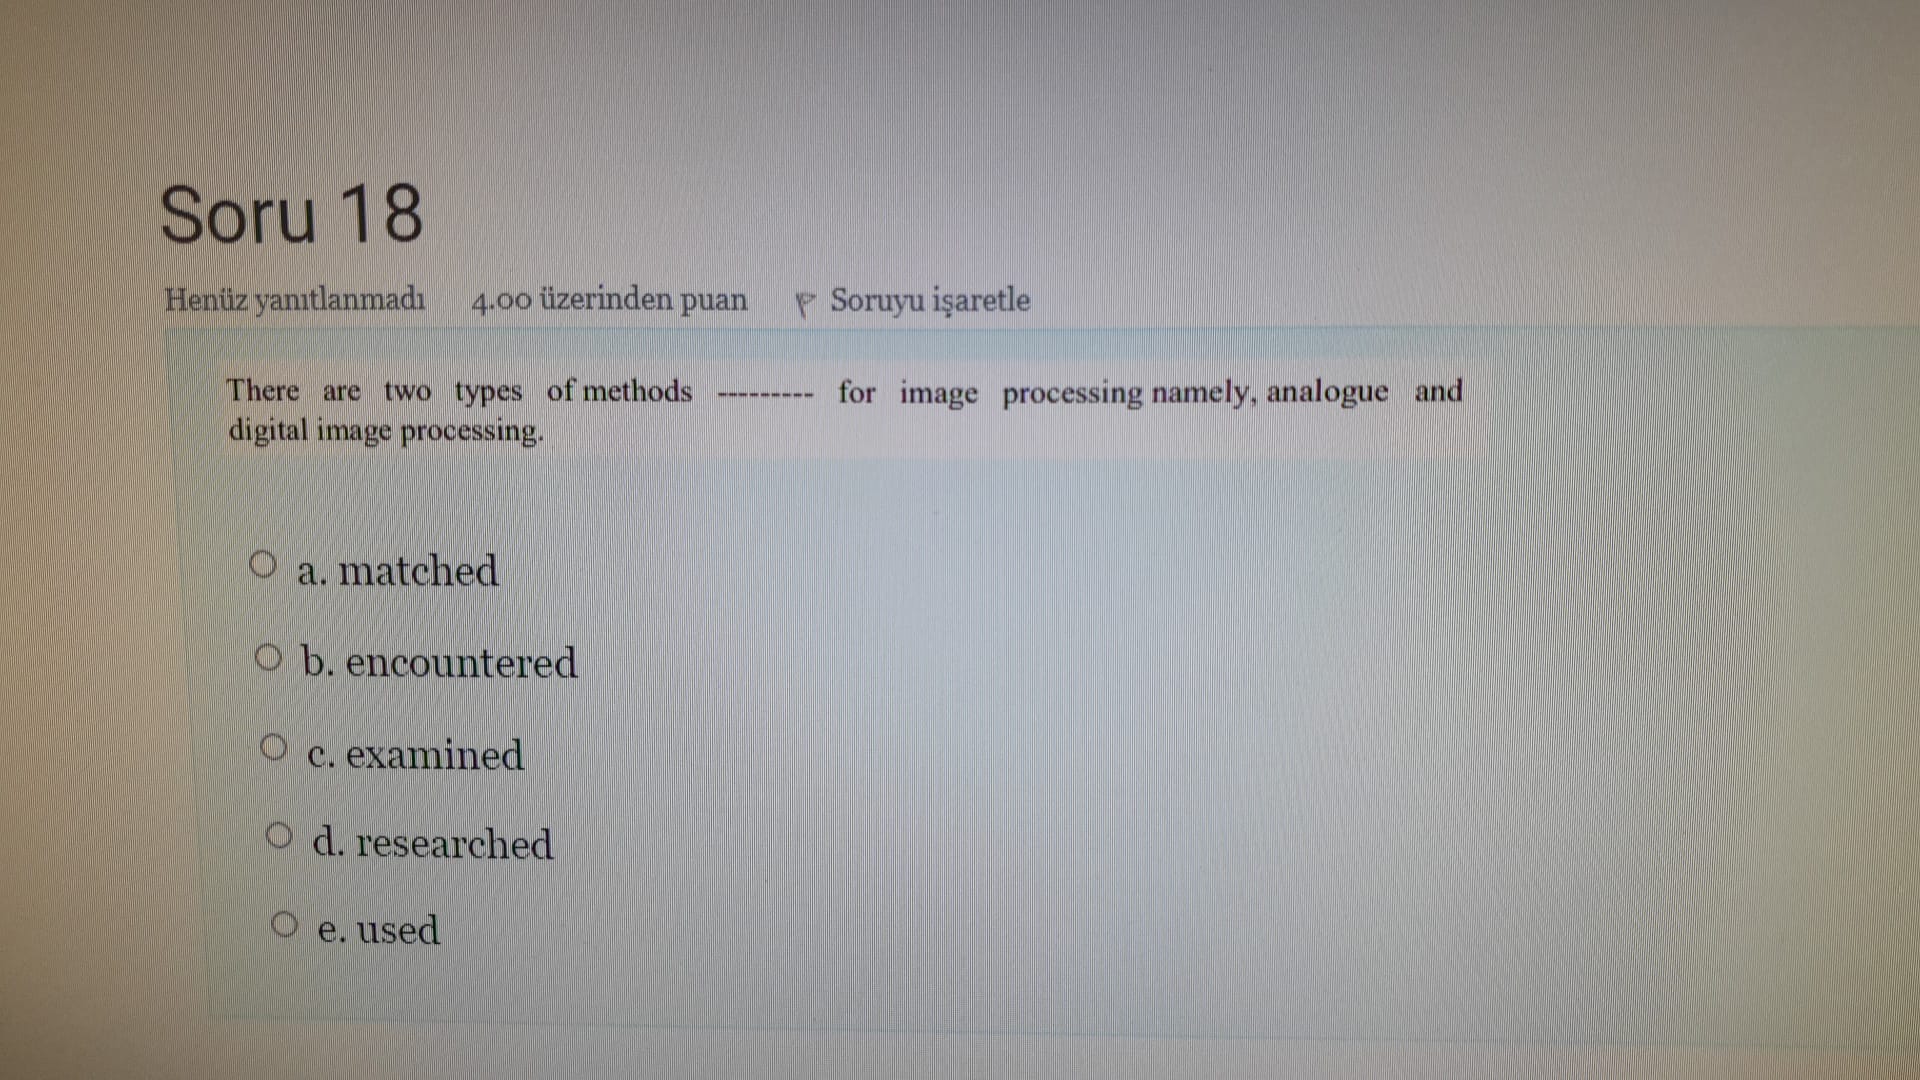 Soru 18
Henüz yanıtlanmadı 4.00 üzerinden puan Soruyu işaretle
There are two types of methods --------- for image processing namely, analogue and
digital image processing.
a. matched
b. encountered
c. examined
d. researched
e. used